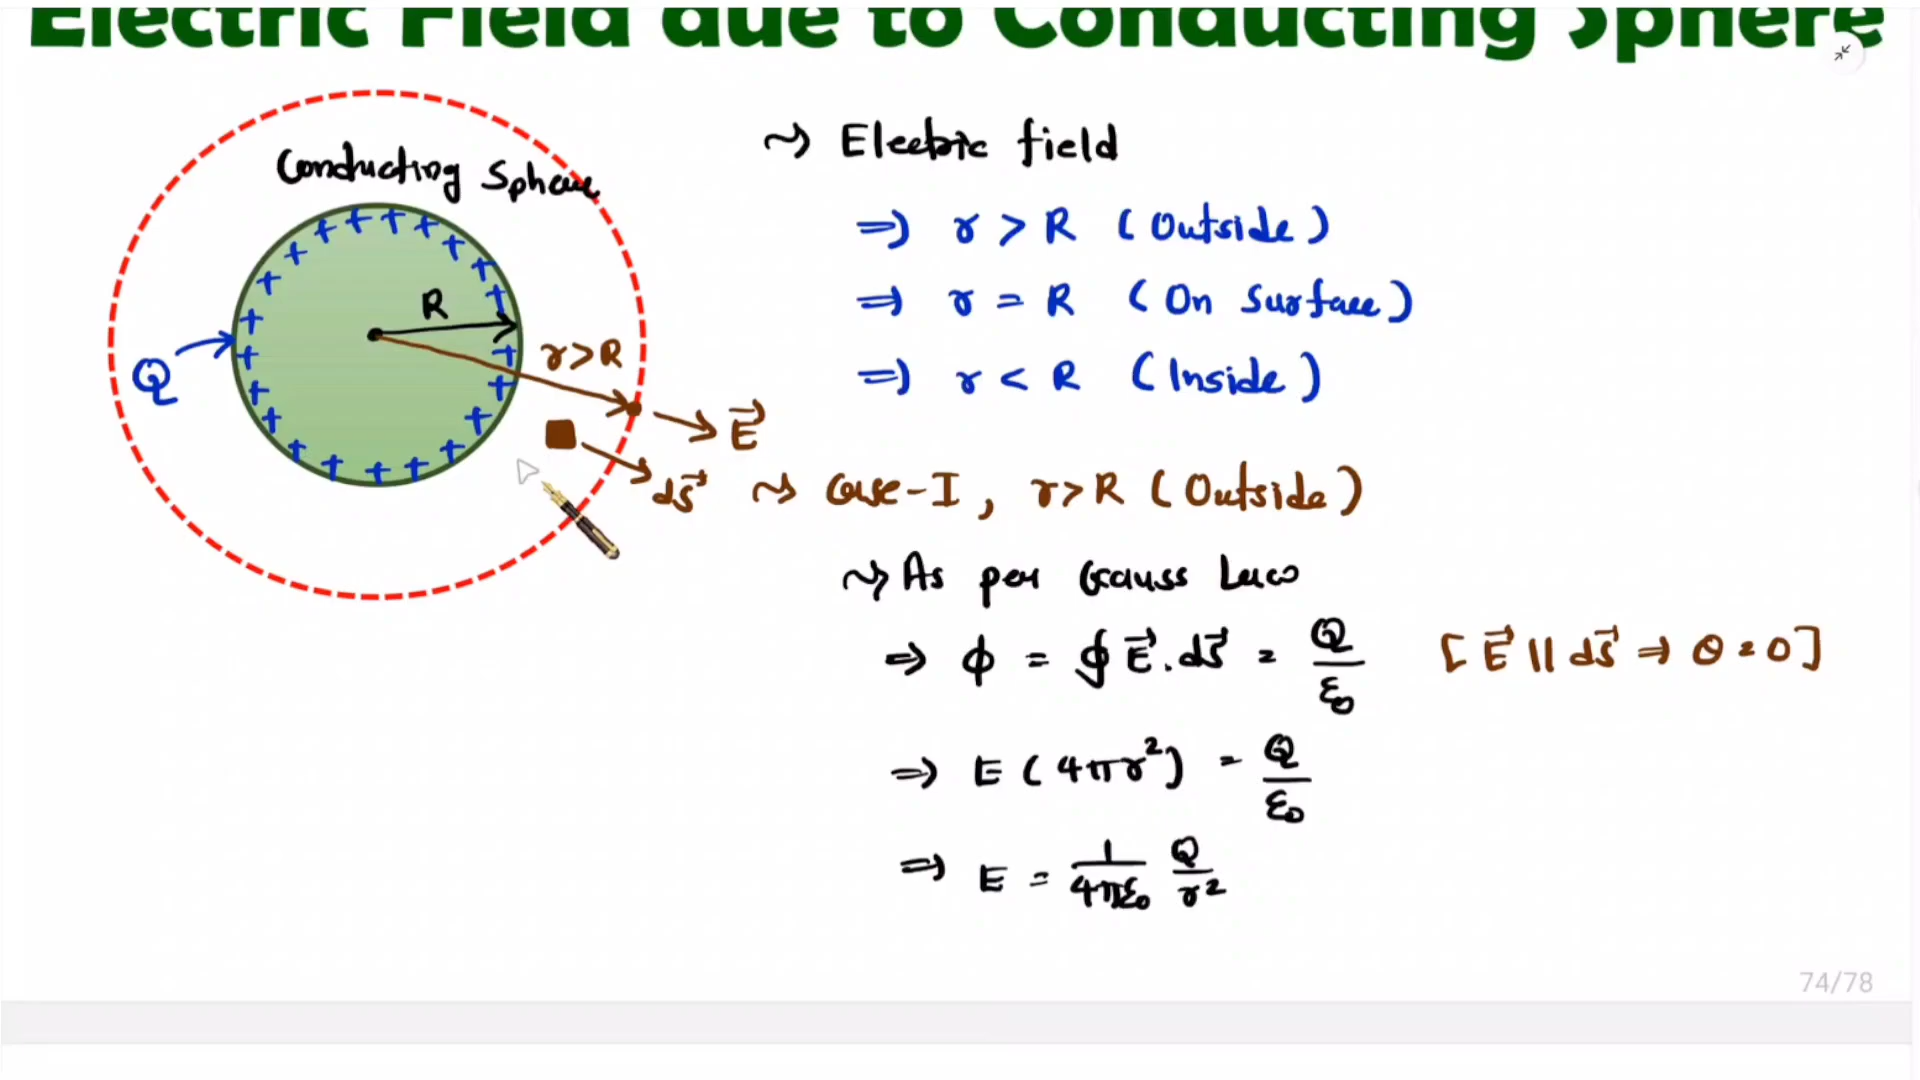 Electric Field due to Conducting Sphere
Conducting Sphere
R
Q
r>R
E⃗
dS⃗
~> Electric field
=> r > R (Outside)
=> r = R (On Surface)
=> r < R (Inside)
~> Case-I, r>R (Outside)
~> As per Gauss Law
=> ϕ = ∮ E⃗ . dS⃗ = Q/ε0 [E⃗ || dS⃗ => θ = 0]
=> E (4πr²) = Q/ε0
=> E = 1/4πε0 Q/r²
74/78